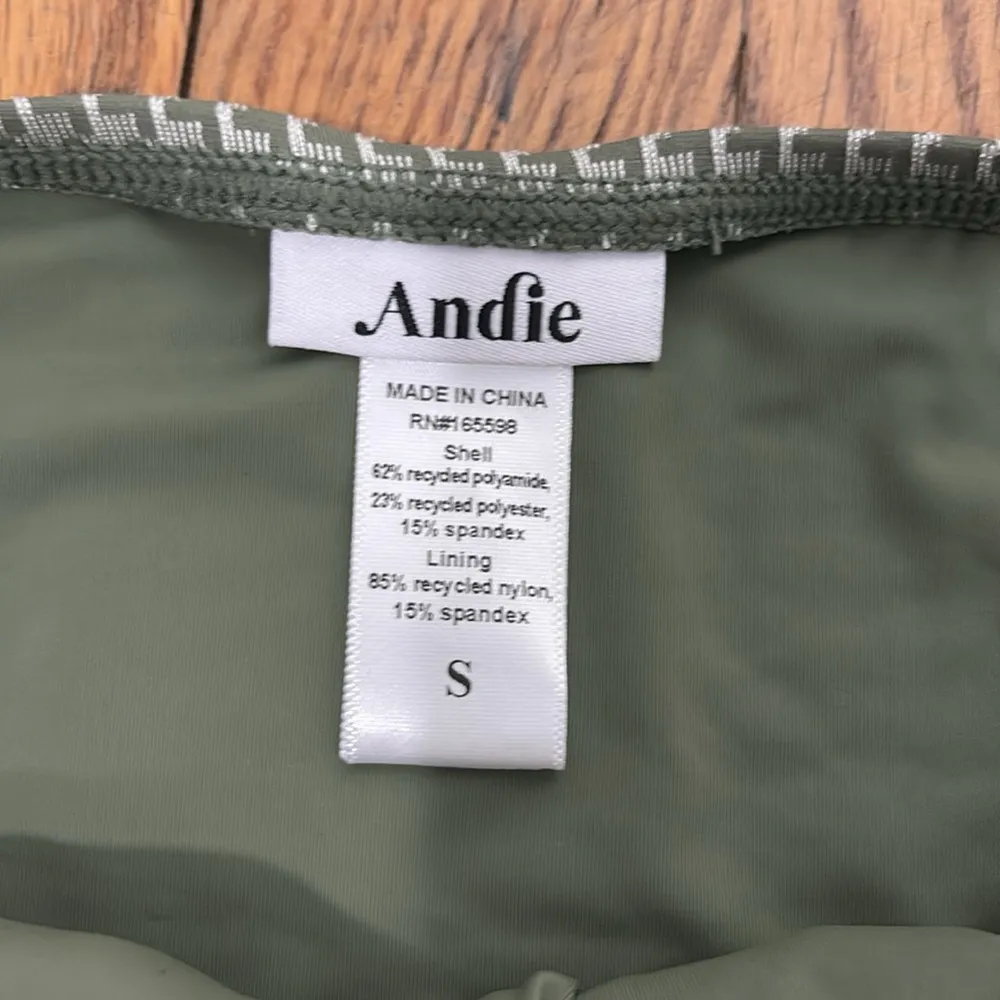 Andie
MADE IN CHINA
RN#165598
Shell
62% recycled polyamide,
23% recycled polyester,
15% spandex
Lining
85% recycled nylon,
15% spandex
S